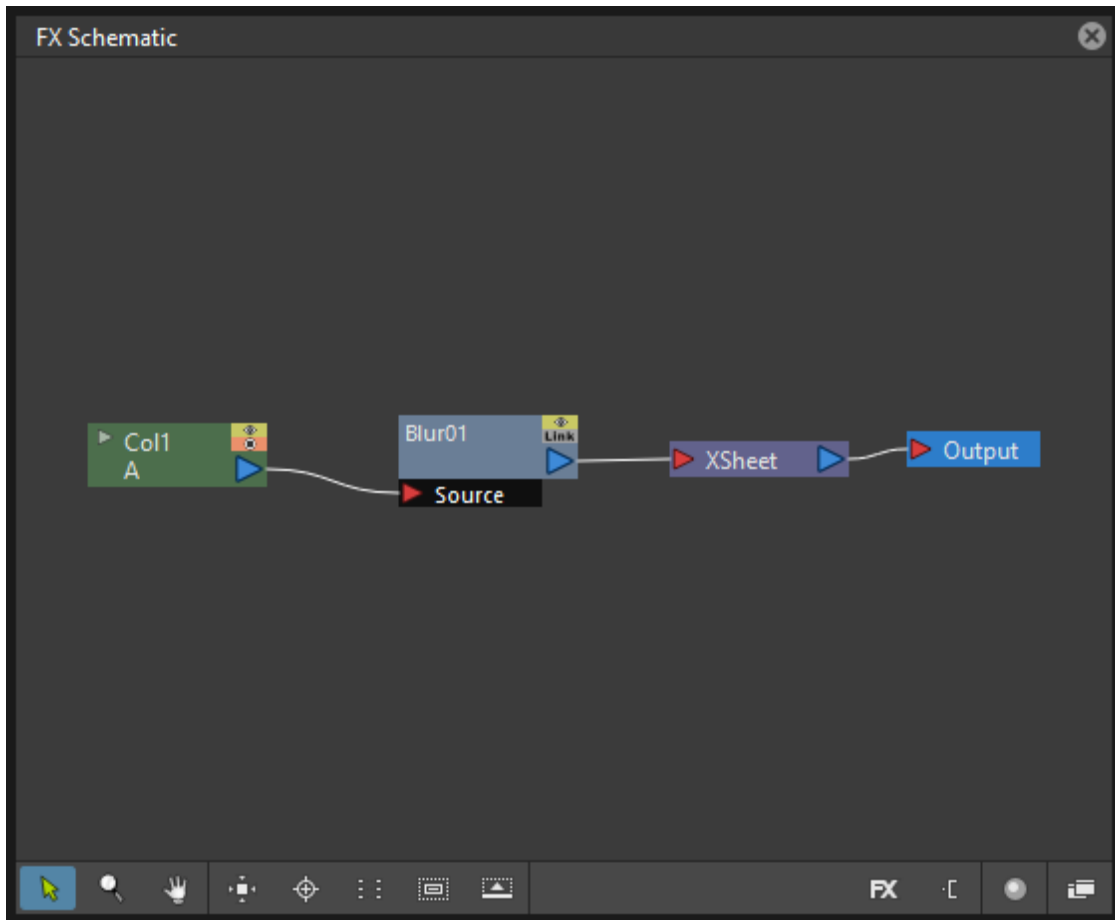 FX Schematic
Col1
A
Blur01
Link
Source
XSheet
Output
FX